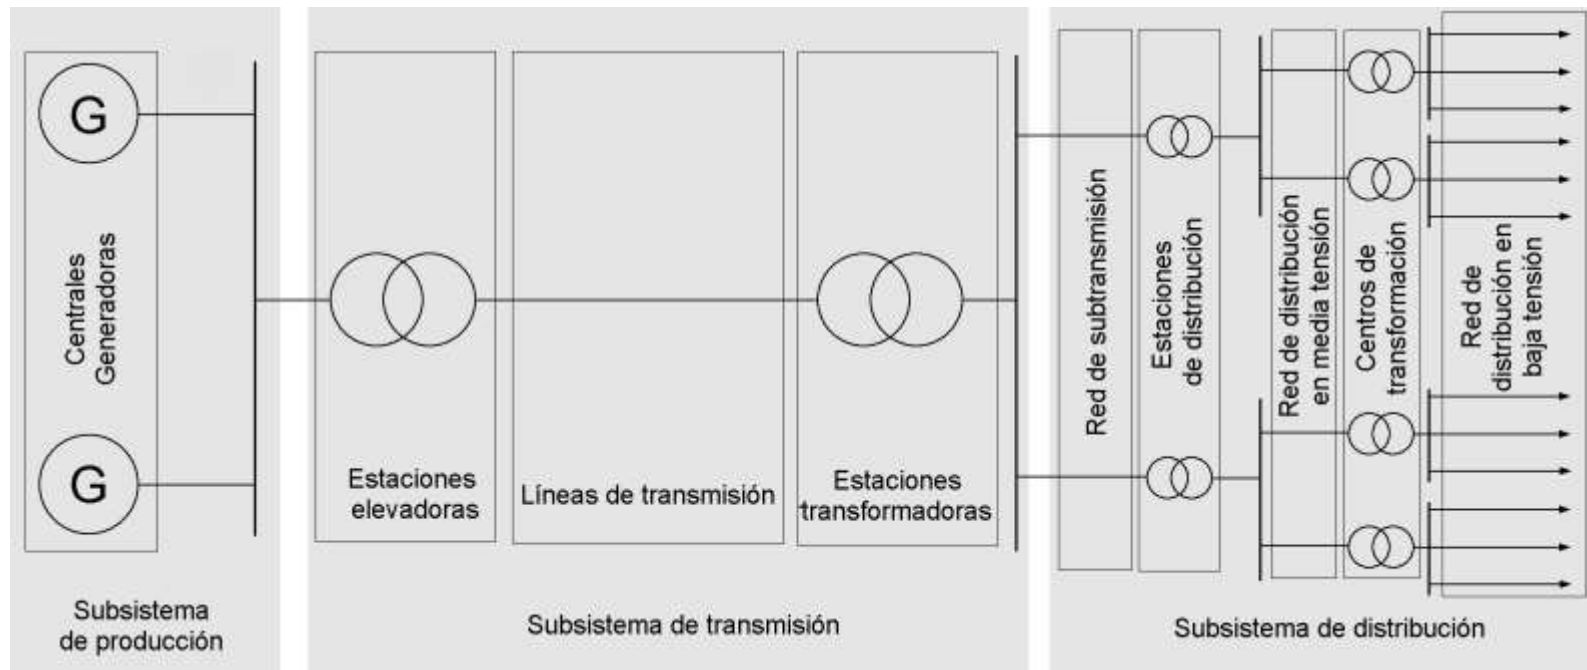 G
G
Centrales
Generadoras
Subsistema
de producción
Estaciones
elevadoras
Líneas de transmisión
Estaciones
transformadoras
Subsistema de transmisión
Red de subtransmisión
Estaciones
de distribución
Red de distribución
en media tensión
Centros de
transformación
Red de
distribución en
baja tensión
Subsistema de distribución